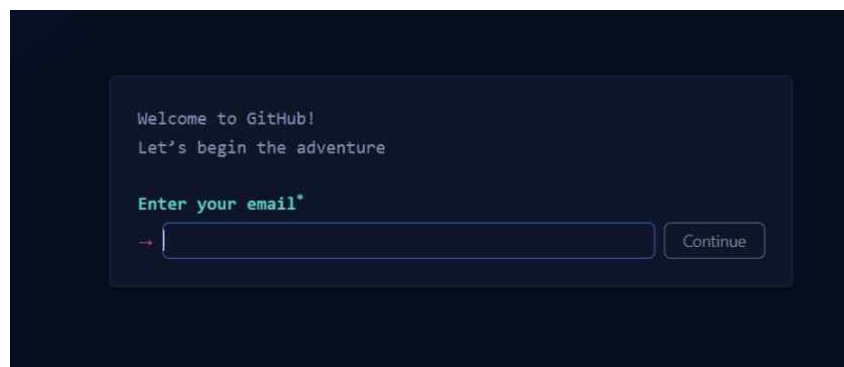 Welcome to GitHub!
Let's begin the adventure
Enter your email*
→ Continue